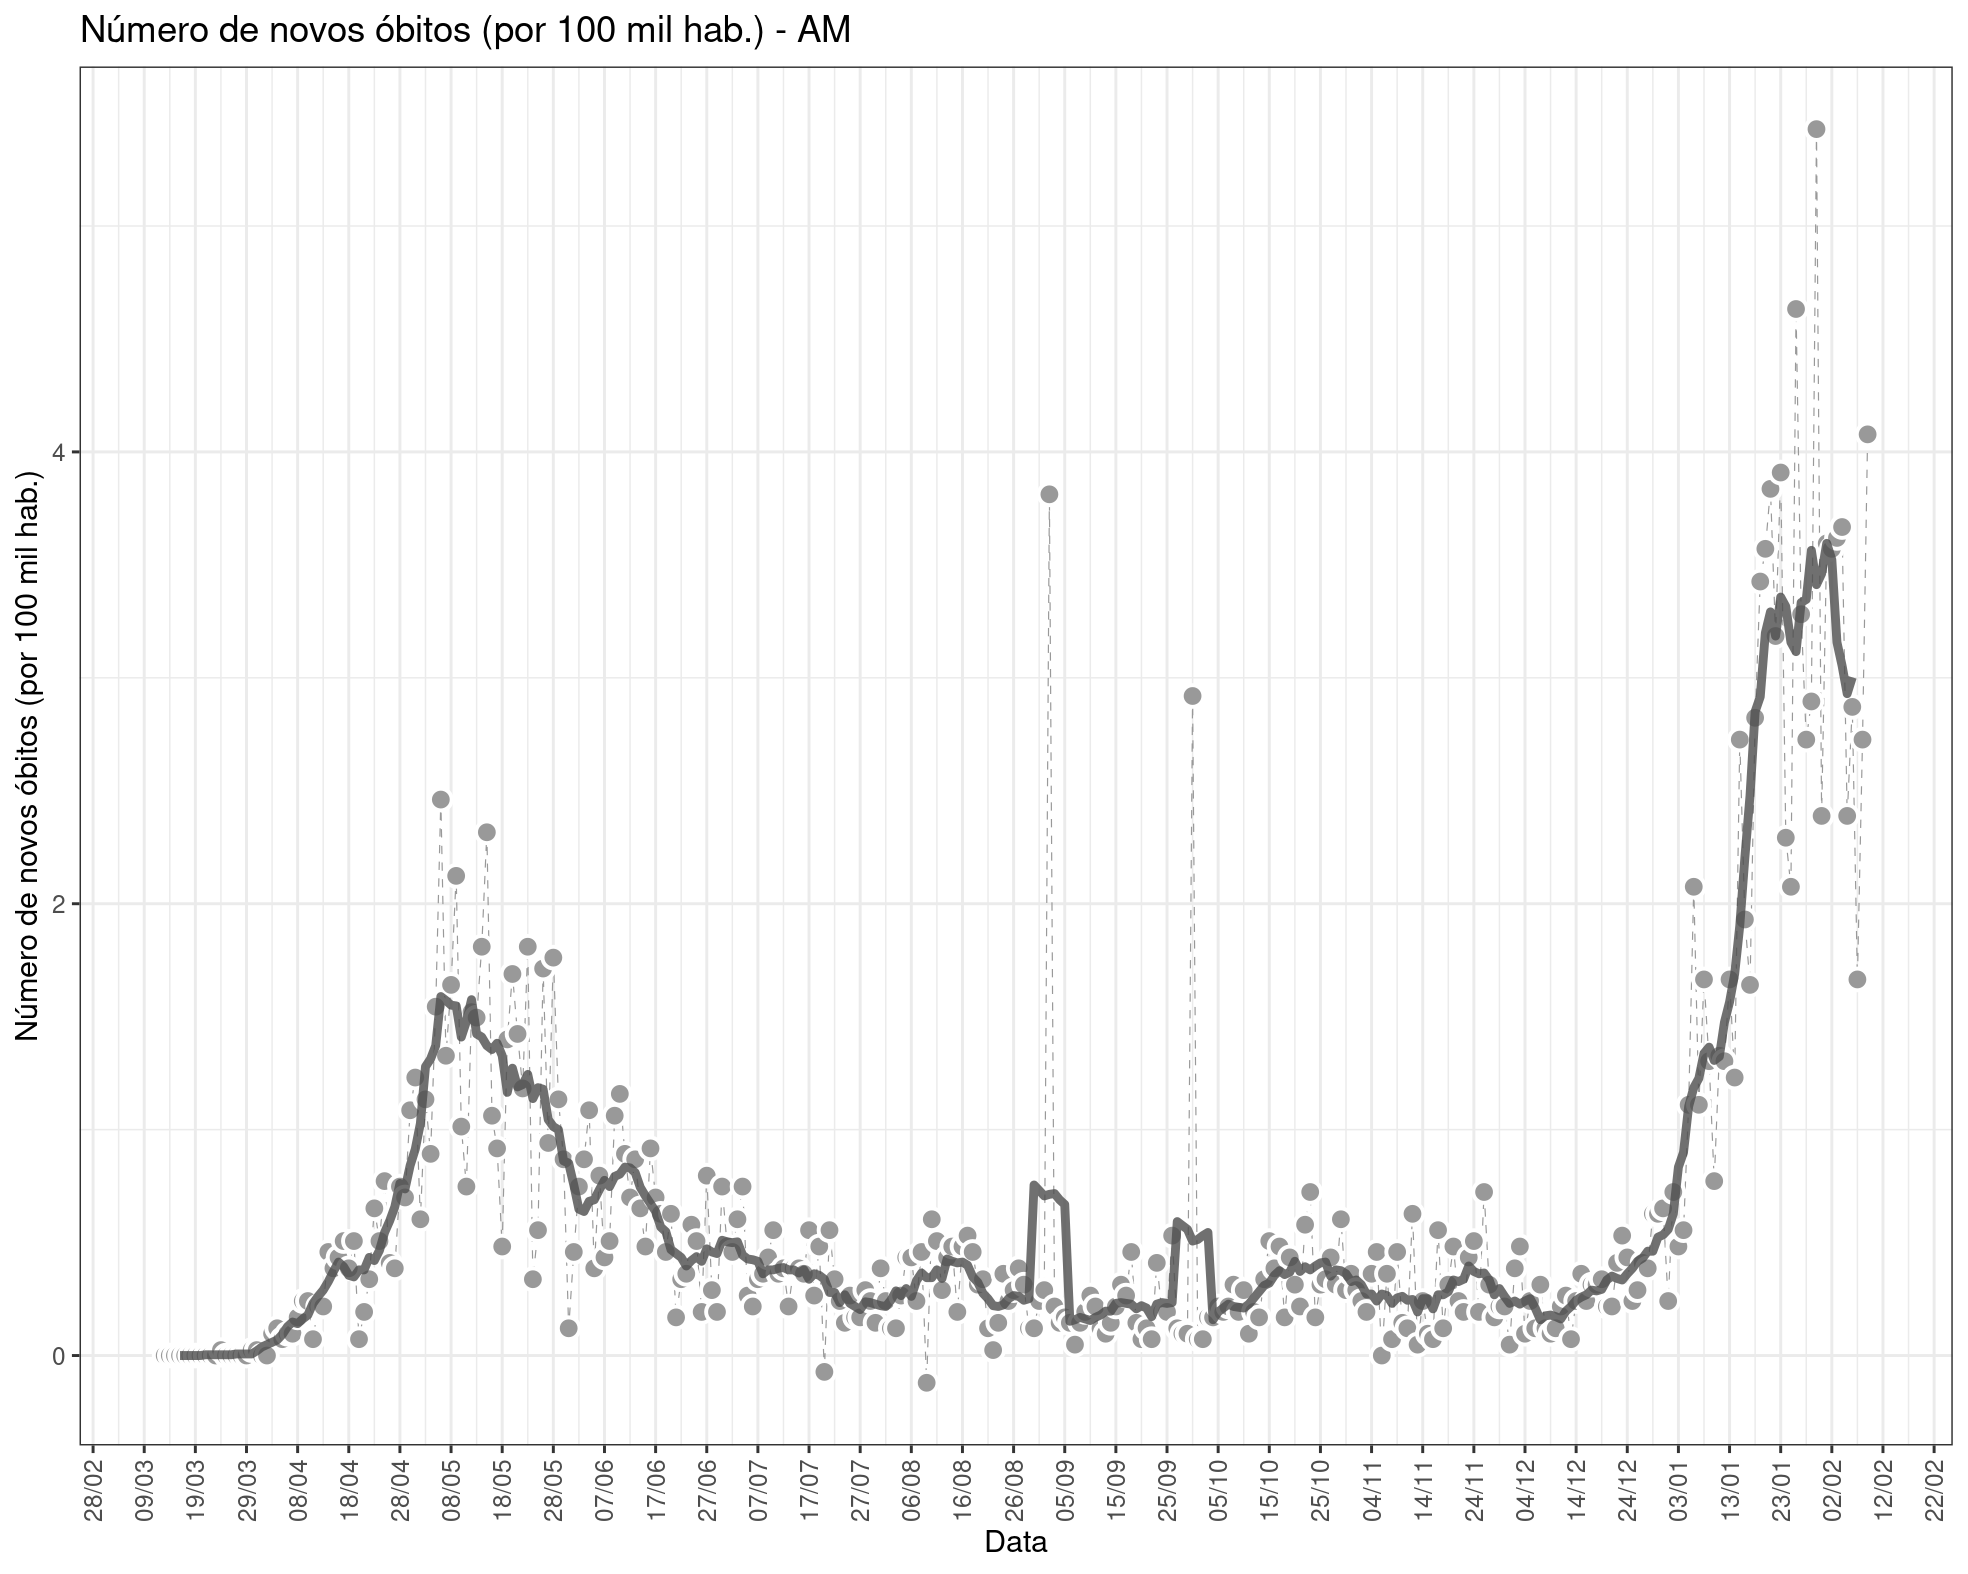 Número de novos óbitos (por 100 mil hab.) - AM
Número de novos óbitos (por 100 mil hab.)
4
2
0
28/02 09/03 19/03 29/03 08/04 18/04 28/04 08/05 18/05 28/05 07/06 17/06 27/06 07/07 17/07 27/07 06/08 16/08 26/08 05/09 15/09 25/09 05/10 15/10 25/10 04/11 14/11 24/11 04/12 14/12 24/12 03/01 13/01 23/01 02/02 12/02 22/02
Data